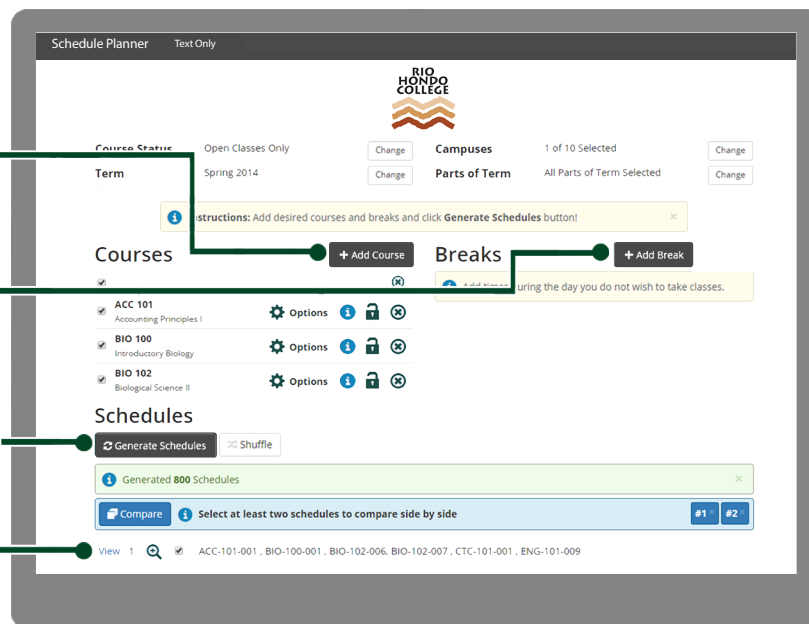 Schedule Planner Text Only
RIO
HONDO
COLLEGE
Course Status Open Classes Only Change Campuses 1 of 10 Selected Change
Term Spring 2014 Change Parts of Term All Parts of Term Selected Change
structions: Add desired courses and breaks and click Generate Schedules button! ×
Courses + Add Course Breaks + Add Break
Add times uring the day you do not wish to take classes.
ACC 101
Accounting Principles I
Options
BIO 100
Introductory Biology
Options
BIO 102
Biological Science II
Options
Schedules
Generate Schedules Shuffle
Generated 800 Schedules ×
Compare Select at least two schedules to compare side by side #1 #2
View 1 ACC-101-001 , BIO-100-001 , BIO-102-006, BIO-102-007 , CTC-101-001 , ENG-101-009